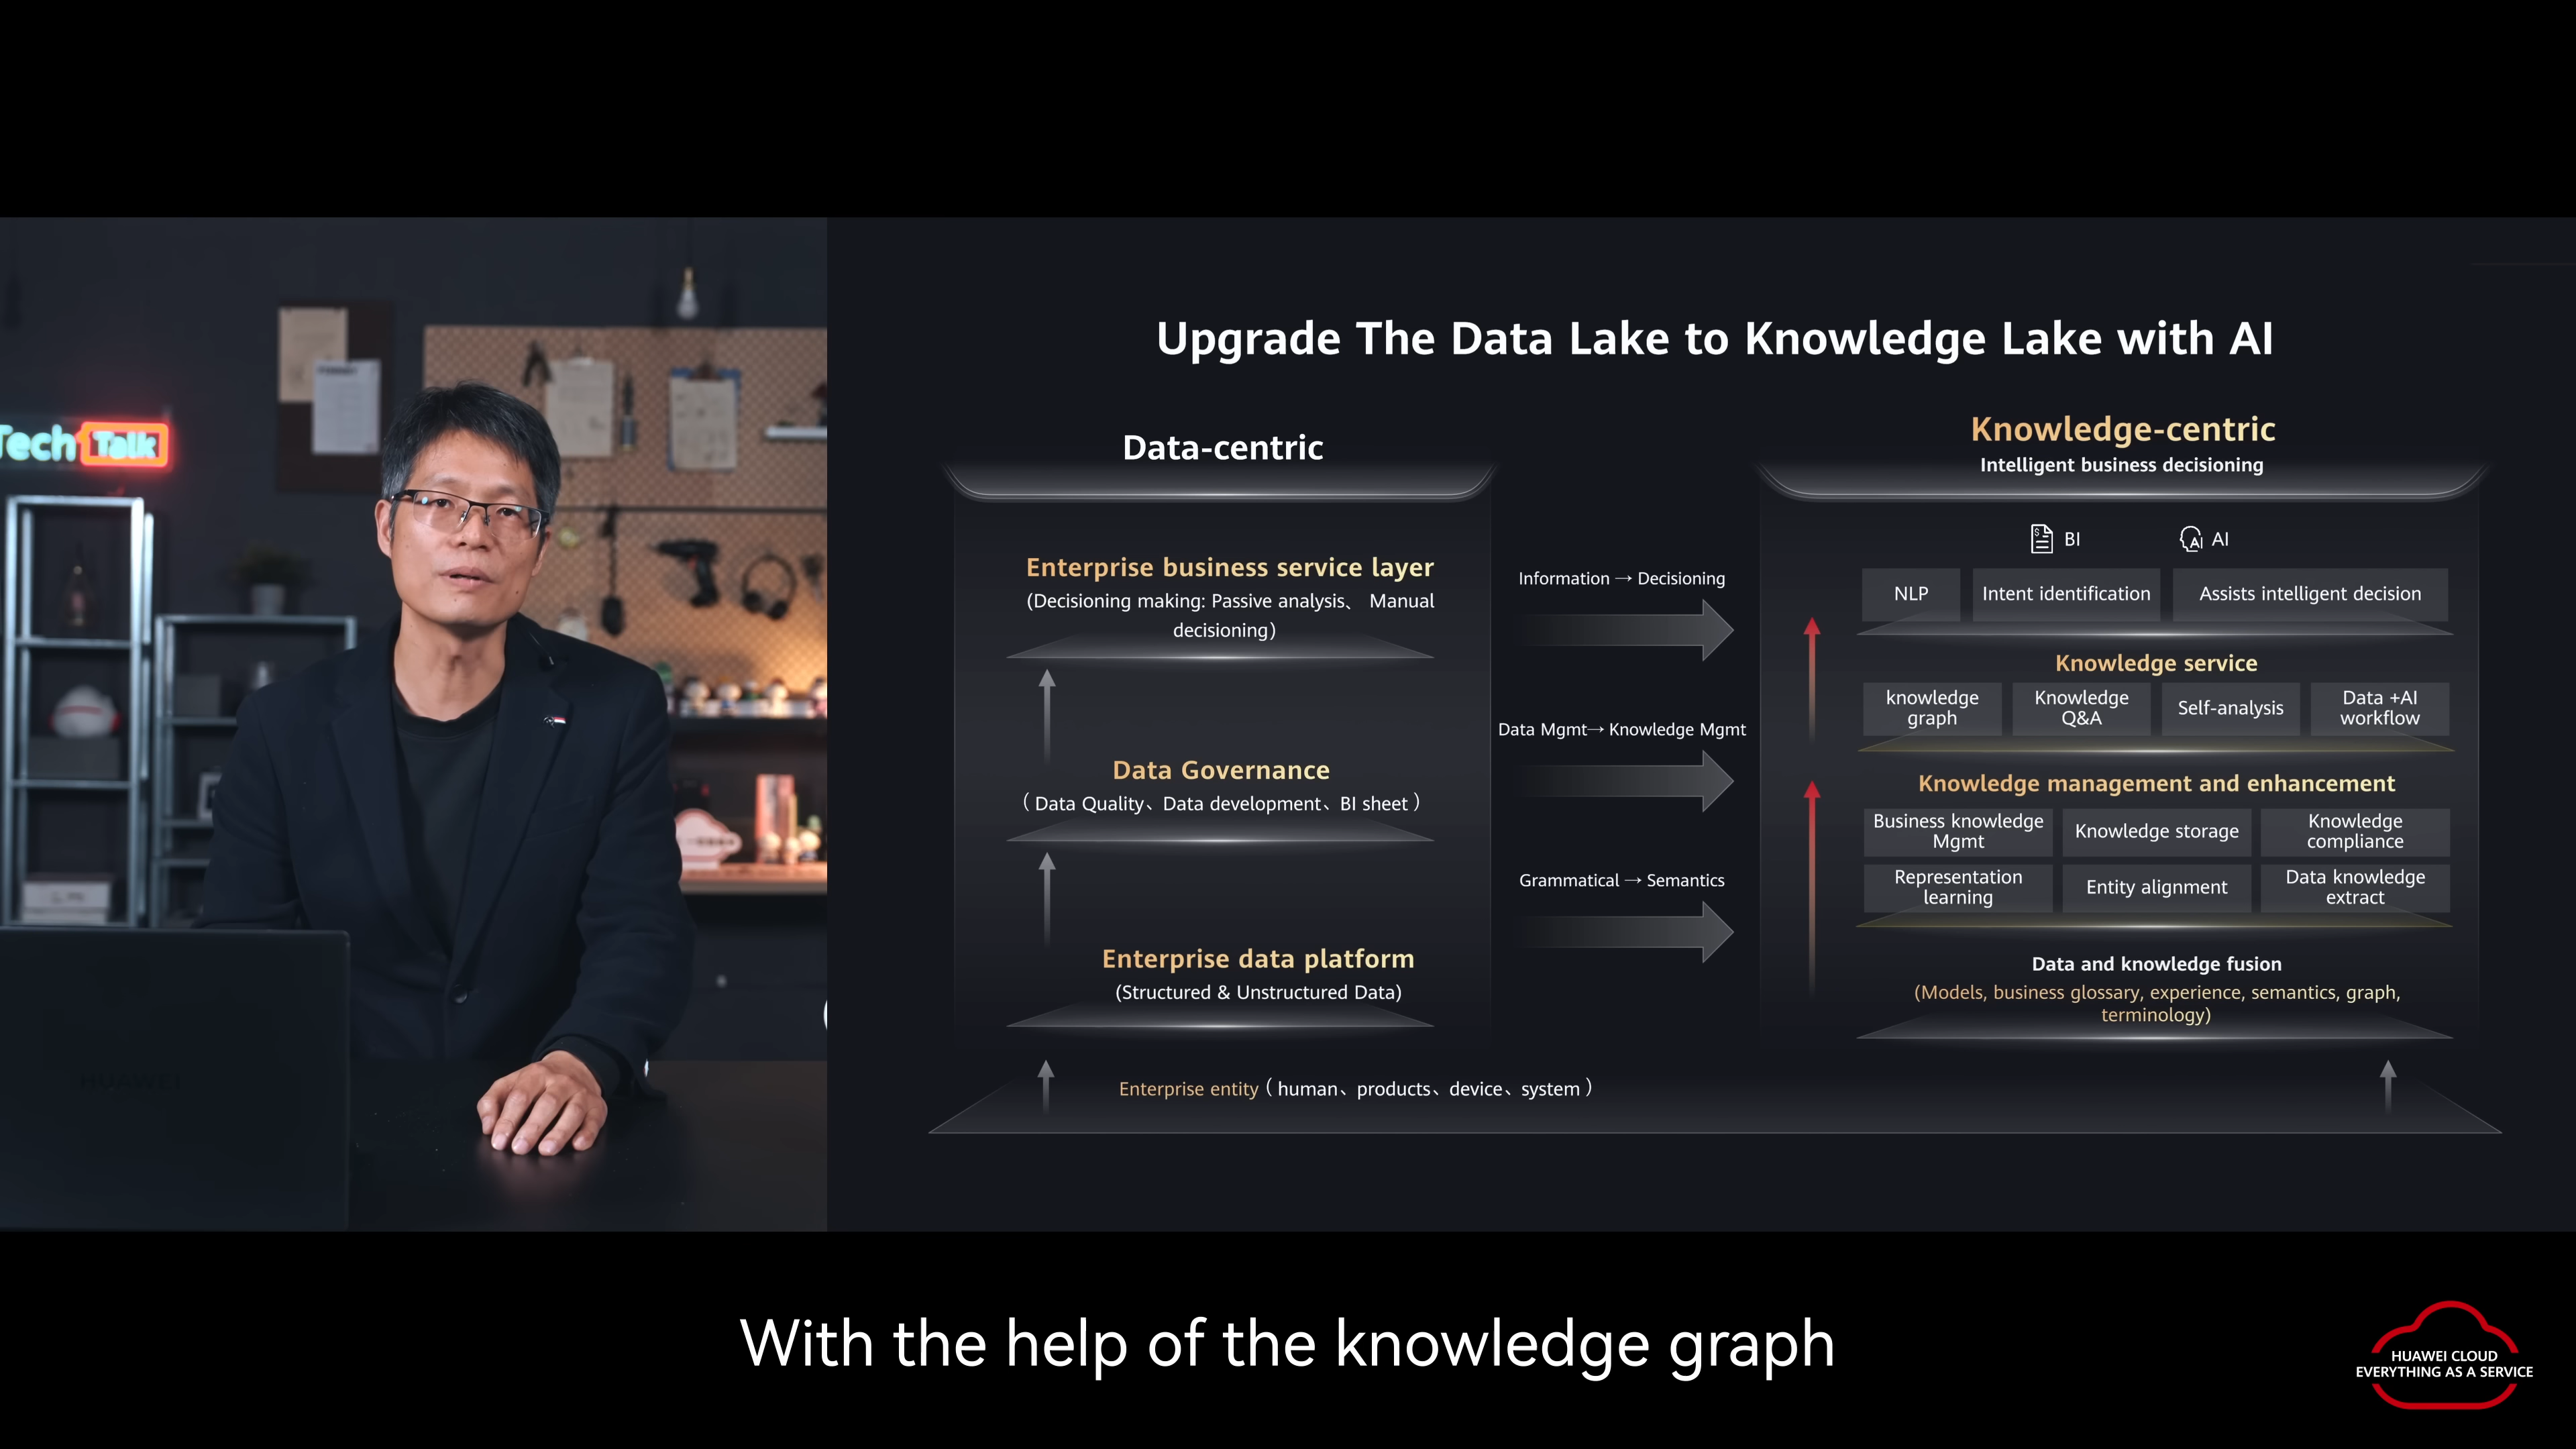 Tech Talk
HUAWEI
Upgrade The Data Lake to Knowledge Lake with AI
Data-centric
Enterprise business service layer
(Decisioning making: Passive analysis、 Manual
decisioning)
Data Governance
（Data Quality、Data development、BI sheet）
Enterprise data platform
(Structured & Unstructured Data)
Enterprise entity（human、products、device、system）
Information → Decisioning
Data Mgmt→ Knowledge Mgmt
Grammatical → Semantics
Knowledge-centric
Intelligent business decisioning
BI
AI AI
NLP
Intent identification
Assists intelligent decision
Knowledge service
knowledge
graph
Knowledge
Q&A
Self-analysis
Data +AI
workflow
Knowledge management and enhancement
Business knowledge
Mgmt
Knowledge storage
Knowledge
compliance
Representation
learning
Entity alignment
Data knowledge
extract
Data and knowledge fusion
(Models, business glossary, experience, semantics, graph,
terminology)
With the help of the knowledge graph
HUAWEI CLOUD
EVERYTHING AS A SERVICE